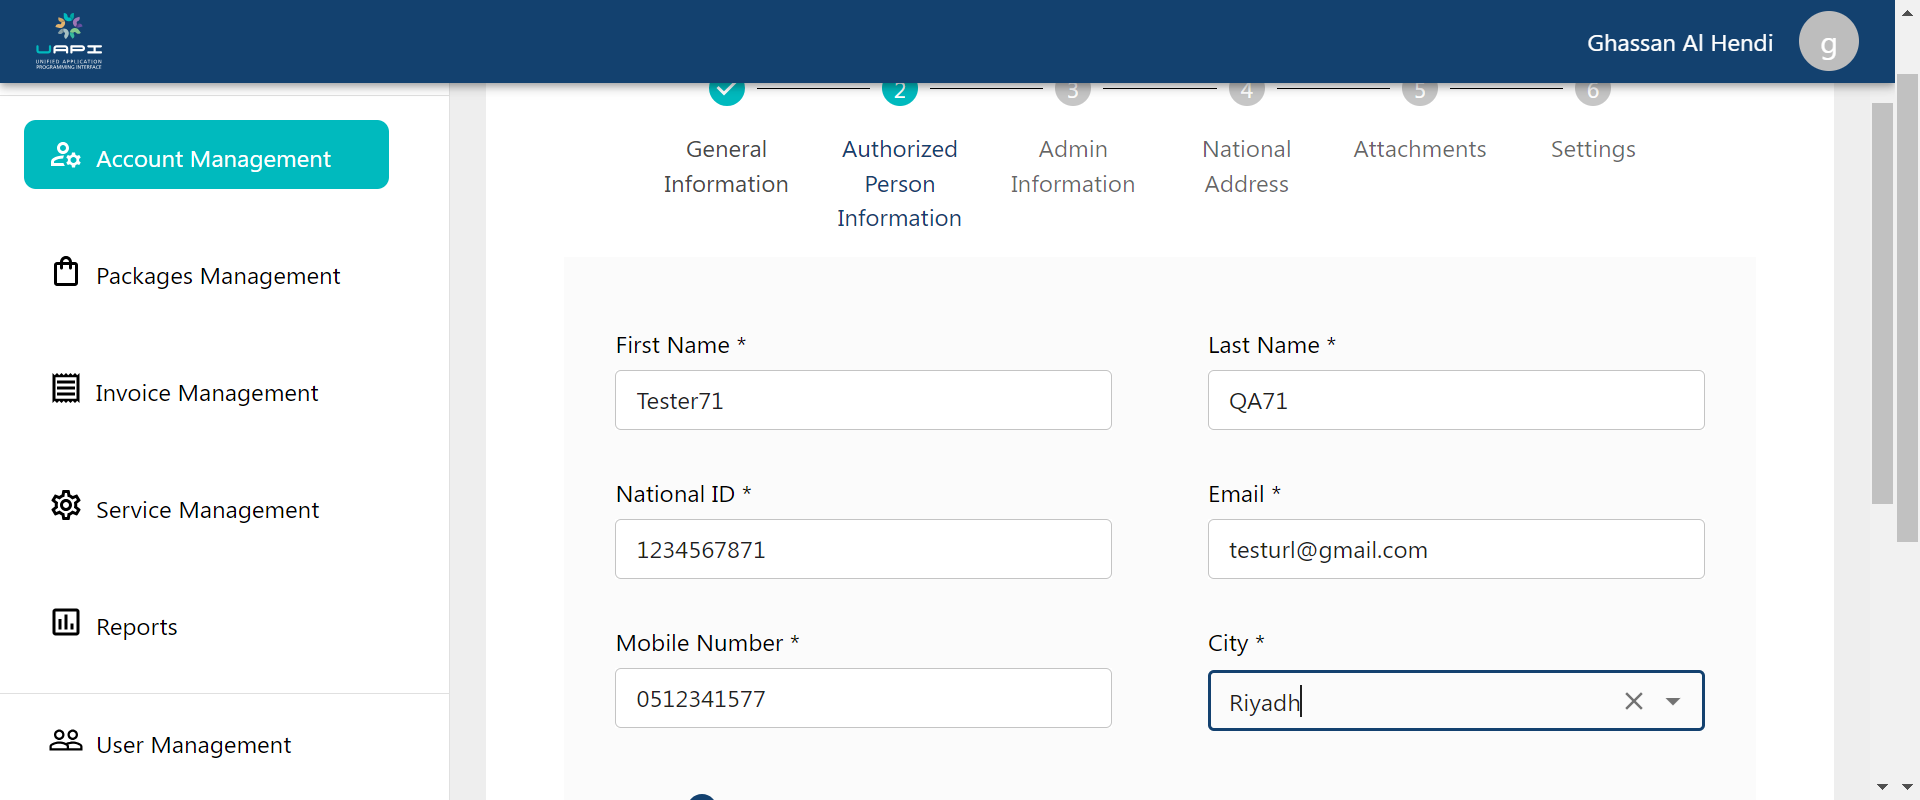 UAPI
UNIFIED APPLICATION
PROGRAMMING INTERFACE
Ghassan Al Hendi
g
2
3
4
5
6
General
Information
Authorized
Person
Information
Admin
Information
National
Address
Attachments
Settings
Account Management
Packages Management
Invoice Management
Service Management
Reports
User Management
First Name *
Last Name *
Tester71
QA71
National ID *
Email *
1234567871
testurl@gmail.com
Mobile Number *
City *
0512341577
Riyadh